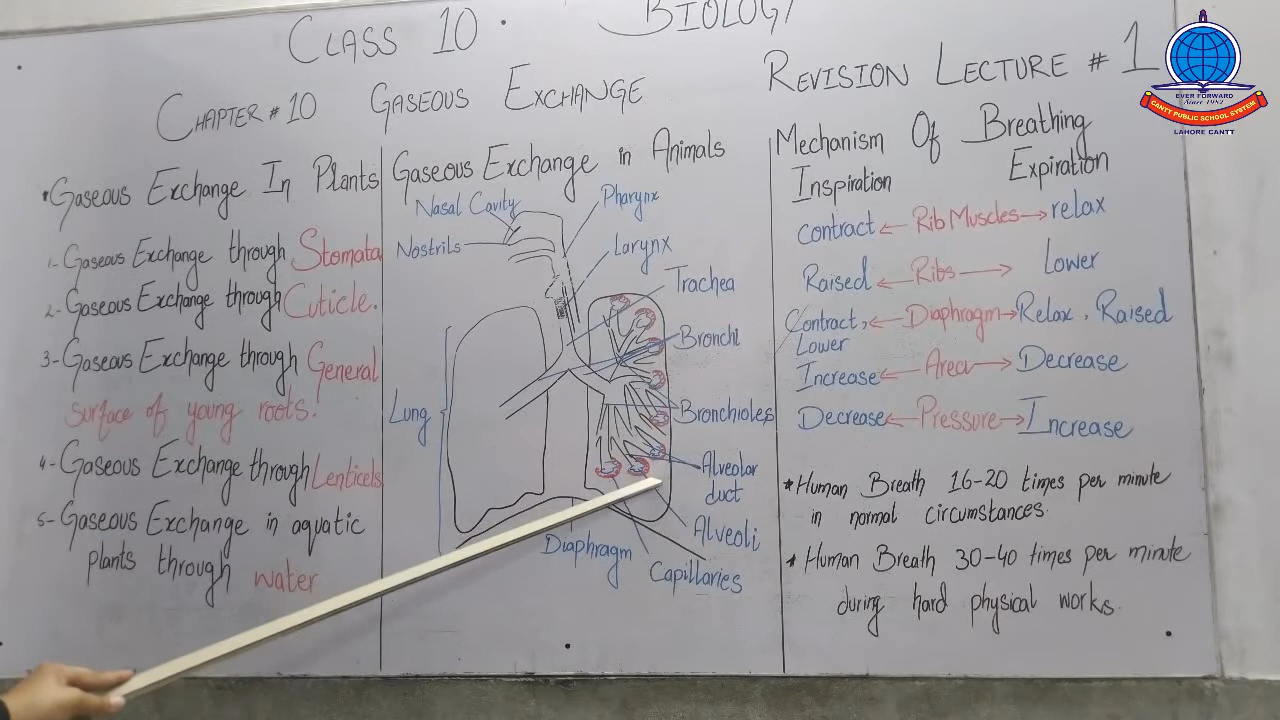 CLASS 10
BIOLOGY
CHAPTER # 10 GASEOUS EXCHANGE
REVISION LECTURE # 1
EVER FORWARD
Since 1982
CANTT PUBLIC SCHOOL SYSTEM
LAHORE CANTT
Gaseous Exchange In Plants
1- Gaseous Exchange through Stomata
2- Gaseous Exchange through Cuticle.
3- Gaseous Exchange through General
surface of young roots.
4- Gaseous Exchange through Lenticels
5- Gaseous Exchange in aquatic
plants through water
Gaseous Exchange in Animals
Nasal Cavity
Pharynx
Nostrils
Larynx
Trachea
Bronchi
Lung
Bronchioles
Alveolar
duct
Alveoli
Diaphragm
Capillaries
Mechanism Of Breathing
Inspiration Expiration
Contract ← Rib Muscles → relax
Raised ← Ribs → Lower
Contract, ← Diaphragm → Relax, Raised
Lower
Increase ← Area → Decrease
Decrease ← Pressure → Increase
* Human Breath 16-20 times per minute
in normal circumstances.
* Human Breath 30-40 times per minute
during hard physical works.